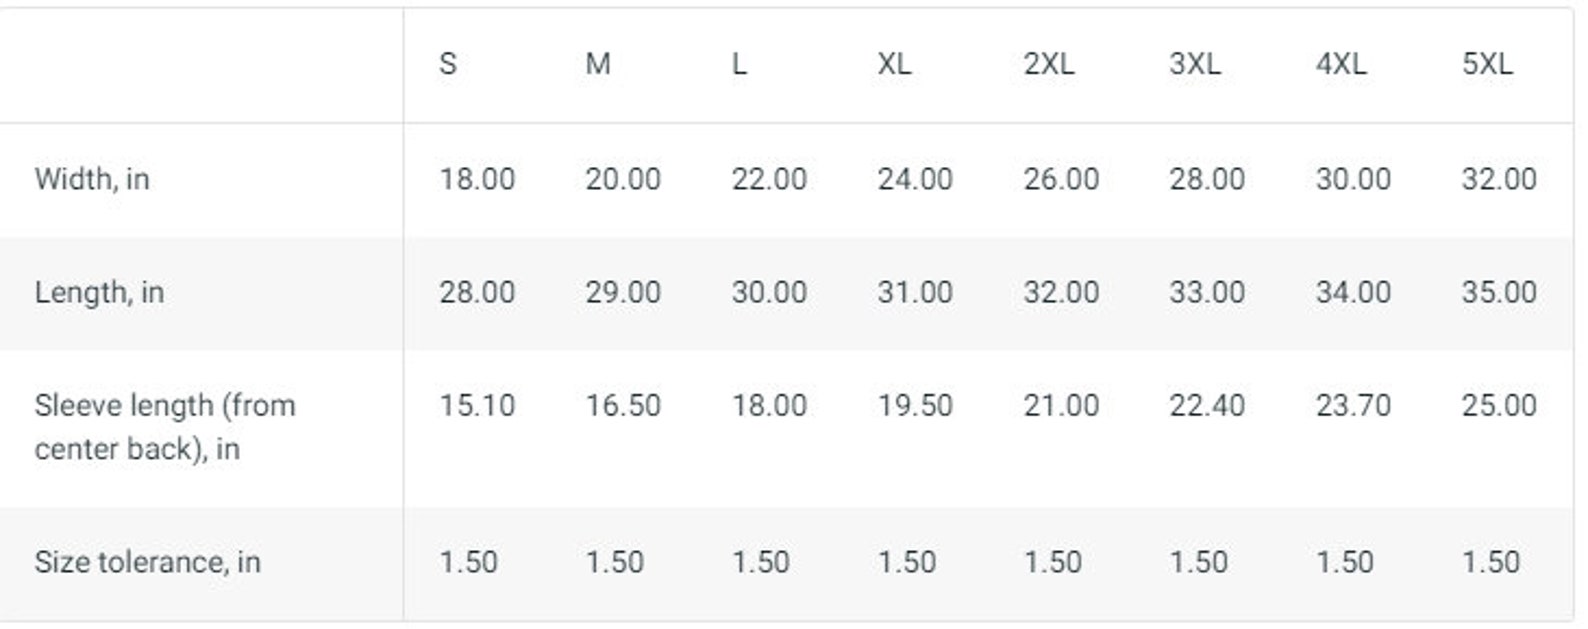 S M L XL 2XL 3XL 4XL 5XL
Width, in 18.00 20.00 22.00 24.00 26.00 28.00 30.00 32.00
Length, in 28.00 29.00 30.00 31.00 32.00 33.00 34.00 35.00
Sleeve length (from 15.10 16.50 18.00 19.50 21.00 22.40 23.70 25.00
center back), in
Size tolerance, in 1.50 1.50 1.50 1.50 1.50 1.50 1.50 1.50